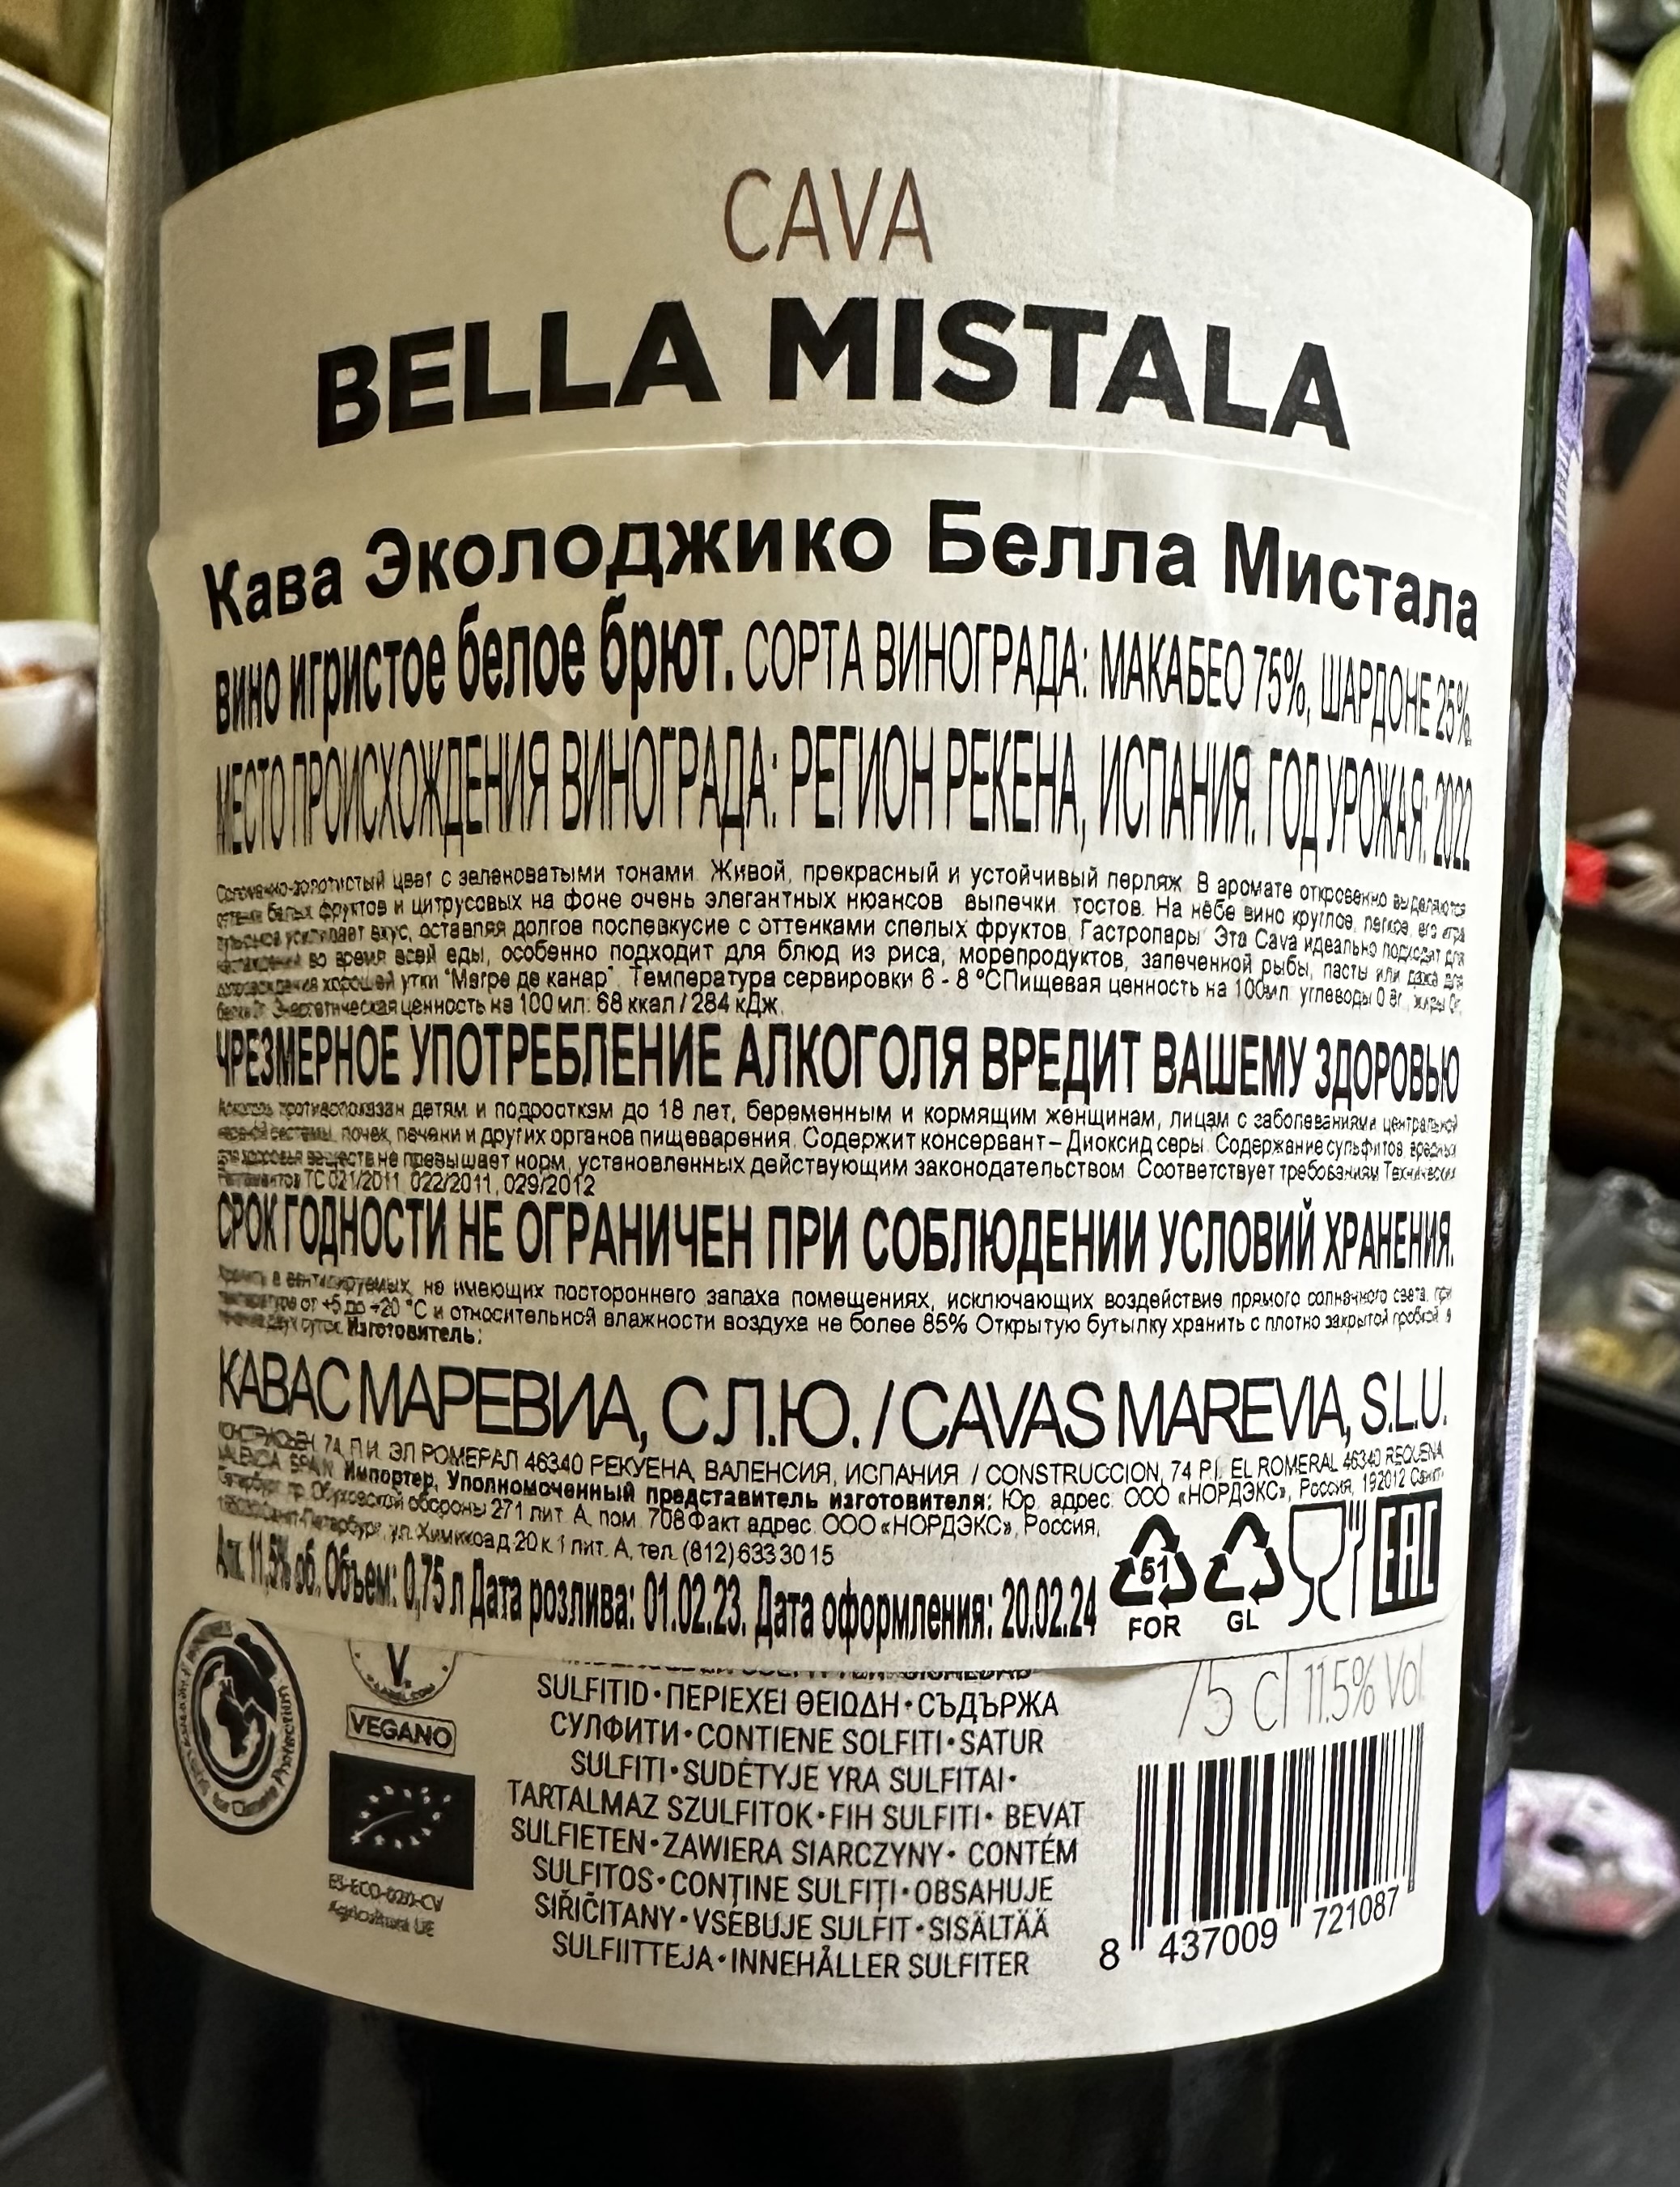 CAVA
BELLA MISTALA
Кава Эколоджико Белла Мистала
вино игристое белое брют. СОРТА ВИНОГРАДА: МАКАБЕО 75%, ШАРДОНЕ 25%
МЕСТО ПРОИСХОЖДЕНИЯ ВИНОГРАДА: РЕГИОН РЕКЕНА, ИСПАНИЯ. ГОД УРОЖАЯ: 2022
цвет с зеленоватыми тонами. Живой, прекрасный и устойчивый перляж. В аромате откровенно выделяются
белых фруктов и цитрусовых на фоне очень элегантных нюансов выпечки, тостов. На небе вино круглое, легкое, его игра
усиливает вкус, оставляя долгое послевкусие с оттенками спелых фруктов. Гастропары: Эта Cava идеально подходит для
во время всей еды, особенно подходит для блюд из риса, морепродуктов, запеченной рыбы, пасты или даже для
хорошей утки "Магре де канар". Температура сервировки 6 - 8 °СПищевая ценность на 100мл: углеводы
Энергетическая ценность на 100 мл: 68 ккал / 284 кДж.
ЧРЕЗМЕРНОЕ УПОТРЕБЛЕНИЕ АЛКОГОЛЯ ВРЕДИТ ВАШЕМУ ЗДОРОВЬЮ
Алкоголь противопоказан детям и подросткам до 18 лет, беременным и кормящим женщинам, лицам с заболеваниями центральной
нервной системы, почек, печени и других органов пищеварения. Содержит консервант – Диоксид серы. Содержание сульфитов, вредных
для здоровья веществ не превышает норм, установленных действующим законодательством. Соответствует требованиям
ТС 021/2011, 022/2011, 029/2012
СРОК ГОДНОСТИ НЕ ОГРАНИЧЕН ПРИ СОБЛЮДЕНИИ УСЛОВИЙ ХРАНЕНИЯ.
Хранить в вентилируемых, не имеющих постороннего запаха помещениях, исключающих воздействие прямого солнечного света, при
температуре от +5 до +20 °С и относительной влажности воздуха не более 85% Открытую бутылку хранить с плотно закрытой пробкой в
двух суток. Изготовитель:
КАВАС МАРЕВИА, С.Л.Ю. / CAVAS MAREVIA, S.L.U.
74, П.И. ЭЛ РОМЕРАЛ 46340 РЕКУЕНА, ВАЛЕНСИЯ, ИСПАНИЯ / CONSTRUCCION, 74 P.I. EL ROMERAL 46340 REQUENA,
VALENCIA SPAIN Импортер, Уполномоченный представитель изготовителя: Юр. адрес: ООО «НОРДЭКС», Россия, 192012 Санкт-
Петербург, пр. Обуховской обороны 271 лит. А, пом. 708 Факт.адрес: ООО «НОРДЭКС», Россия,
Санкт-Петербург, ул. Химиков д.20 к.1 лит. А, тел. (812)6333015
Алк. 11,5% об. Объем: 0,75 л Дата розлива: 01.02.23. Дата оформления: 20.02.24
51
FOR
GL
EAC
V
VEGANO
ES-ECO-020-CV
Agricultura UE
SULFITID • ΠΕΡΙΕΧΕΙ ΘΕΙΩΔΗ • СЪДЪРЖА
СУЛФИТИ • CONTIENE SOLFITI • SATUR
SULFITI • SUDĖTYJE YRA SULFITAI •
TARTALMAZ SZULFITOK • FIH SULFITI • BEVAT
SULFIETEN • ZAWIERA SIARCZYNY • CONTÉM
SULFITOS • CONȚINE SULFIȚI • OBSAHUJE
SIŘIČITANY • VSEBUJE SULFIT • SISÄLTÄÄ
SULFIITTEJA • INNEHÅLLER SULFITER
75 cl 11.5% Vol
8 437009 721087